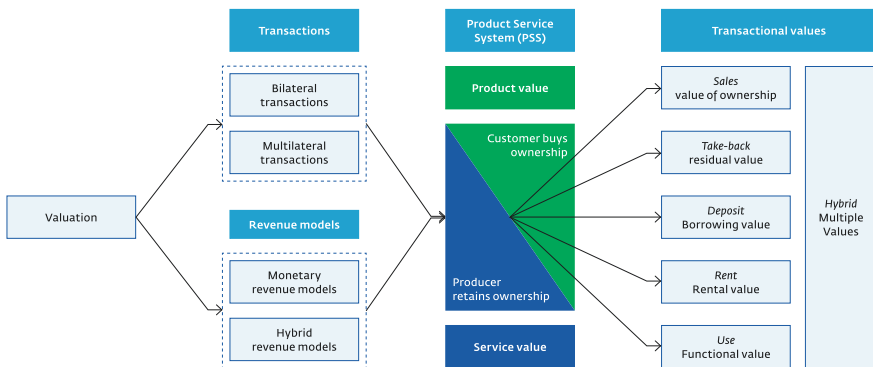 Transactions
Product Service
System (PSS)
Transactional values
Bilateral
transactions
Multilateral
transactions
Product value
Customer buys
ownership
Sales
value of ownership
Take-back
residual value
Valuation
Revenue models
Deposit
Borrowing value
Hybrid
Multiple
Values
Monetary
revenue models
Hybrid
revenue models
Producer
retains ownership
Service value
Rent
Rental value
Use
Functional value